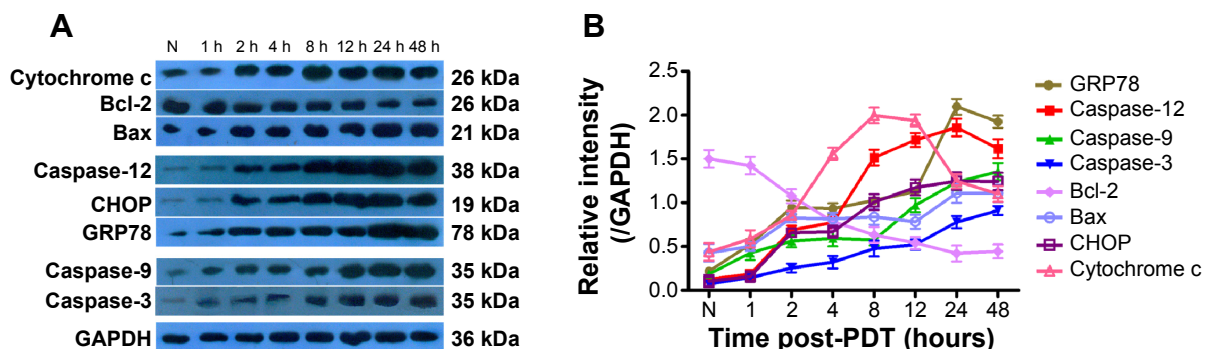 A
N 1 h 2 h 4 h 8 h 12 h 24 h 48 h
Cytochrome c 26 kDa
Bcl-2 26 kDa
Bax 21 kDa
Caspase-12 38 kDa
CHOP 19 kDa
GRP78 78 kDa
Caspase-9 35 kDa
Caspase-3 35 kDa
GAPDH 36 kDa
B
Relative intensity
(/GAPDH)
2.5
2.0
1.5
1.0
0.5
0.0
N 1 2 4 8 12 24 48
Time post-PDT (hours)
GRP78
Caspase-12
Caspase-9
Caspase-3
Bcl-2
Bax
CHOP
Cytochrome c